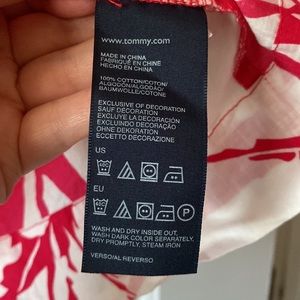 www.tommy.com
MADE IN CHINA
FABRIQUÉ EN CHINE
HECHO EN CHINA
100% COTTON/COTON/
ALGODÓN/ALGODÃO/
BAUMWOLLE/COTONE
EXCLUSIVE OF DECORATION
SAUF DÉCORATION
EXCLUYE LA DECORACIÓN
EXCLUINDO DECORAÇÃO
OHNE DEKORATION
ECCETTO DECORAZIONE
US
EU
P
WASH AND DRY INSIDE OUT,
WASH DARK COLOR SEPARATELY,
DRY PROMPTLY, STEAM IRON
VERSO/AL REVERSO